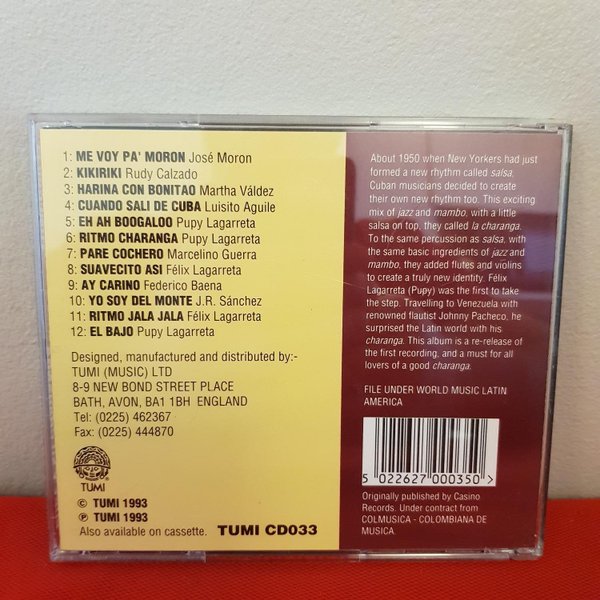 1: ME VOY PA' MORON José Moron
2: KIKIRIKI Rudy Calzado
3: HARINA CON BONITAO Martha Váldez
4: CUANDO SALI DE CUBA Luisito Aguile
5: EH AH BOOGALOO Pupy Lagarreta
6: RITMO CHARANGA Pupy Lagarreta
7: PARE COCHERO Marcelino Guerra
8: SUAVECITO ASI Félix Lagarreta
9: AY CARINO Federico Baena
10: YO SOY DEL MONTE J.R. Sánchez
11: RITMO JALA JALA Félix Lagarreta
12: EL BAJO Pupy Lagarreta
Designed, manufactured and distributed by:-
TUMI (MUSIC) LTD
8-9 NEW BOND STREET PLACE
BATH, AVON, BA1 1BH ENGLAND
Tel: (0225) 462367
Fax: (0225) 444870
TUMI
© TUMI 1993
℗ TUMI 1993
Also available on cassette. TUMI CD033
About 1950 when New Yorkers had just
formed a new rhythm called salsa,
Cuban musicians decided to create
their own new rhythm too. This exciting
mix of jazz and mambo, with a little
salsa on top, they called la charanga.
To the same percussion as salsa, with
the same basic ingredients of jazz and
mambo, they added flutes and violins
to create a truly new identity. Félix
Lagarreta (Pupy) was the first to take
the step. Travelling to Venezuela with
renowned flautist Johnny Pacheco, he
surprised the Latin world with his
charanga. This album is a re-release of
the first recording, and a must for all
lovers of a good charanga.
FILE UNDER WORLD MUSIC LATIN
AMERICA
5 022627 000350 >
Originally published by Casino
Records. Under contract from
COLMUSICA - COLOMBIANA DE
MUSICA.